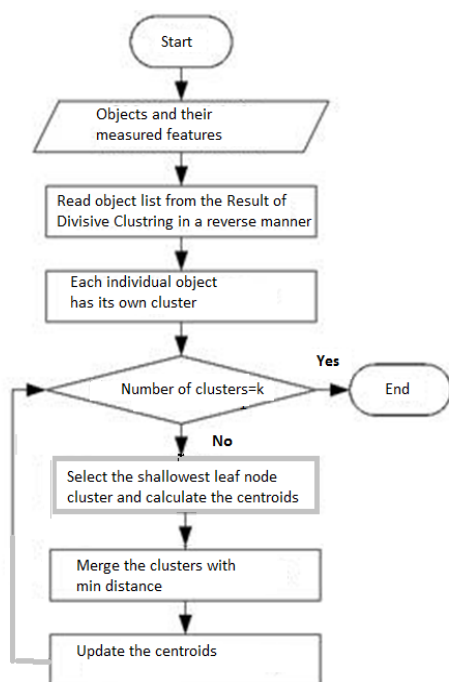 Start
Objects and their
measured features
Read object list from the Result of
Divisive Clustring in a reverse manner
Each individual object
has its own cluster
Number of clusters=k
Yes
End
No
Select the shallowest leaf node
cluster and calculate the centroids
Merge the clusters with
min distance
Update the centroids